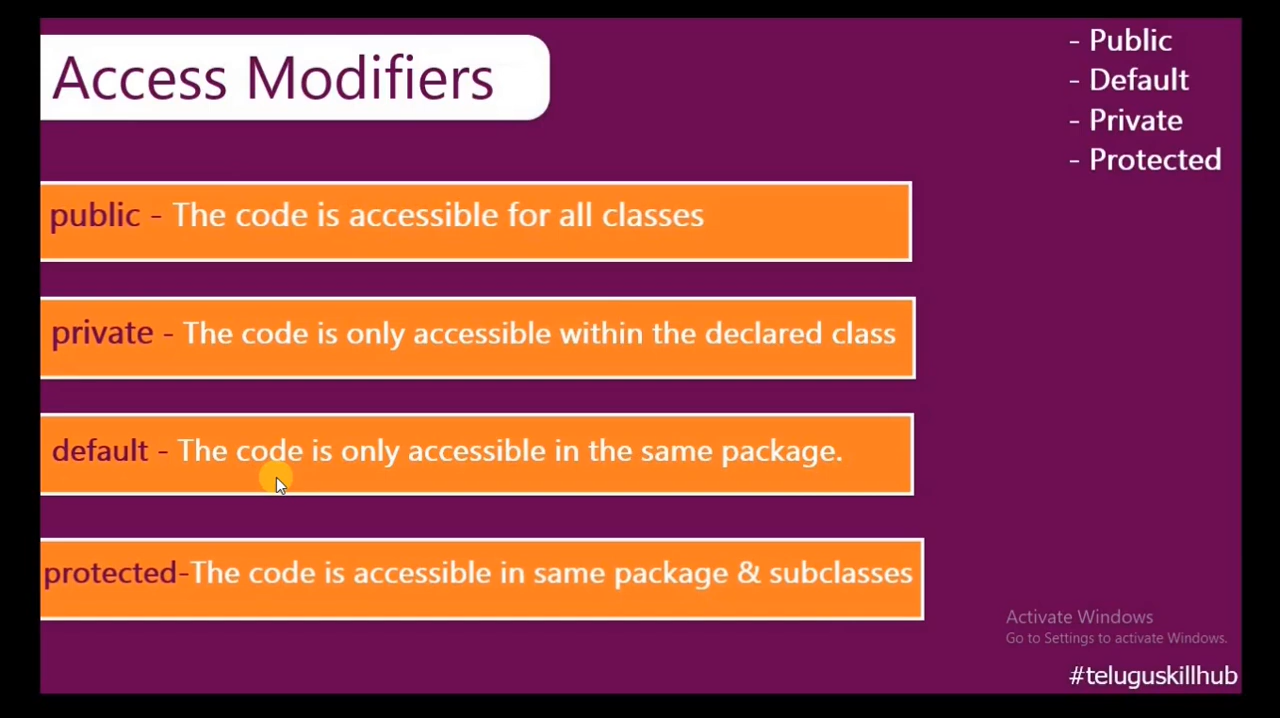 Access Modifiers
- Public
- Default
- Private
- Protected
public - The code is accessible for all classes
private - The code is only accessible within the declared class
default - The code is only accessible in the same package.
protected-The code is accessible in same package & subclasses
Activate Windows
Go to Settings to activate Windows.
#teluguskillhub